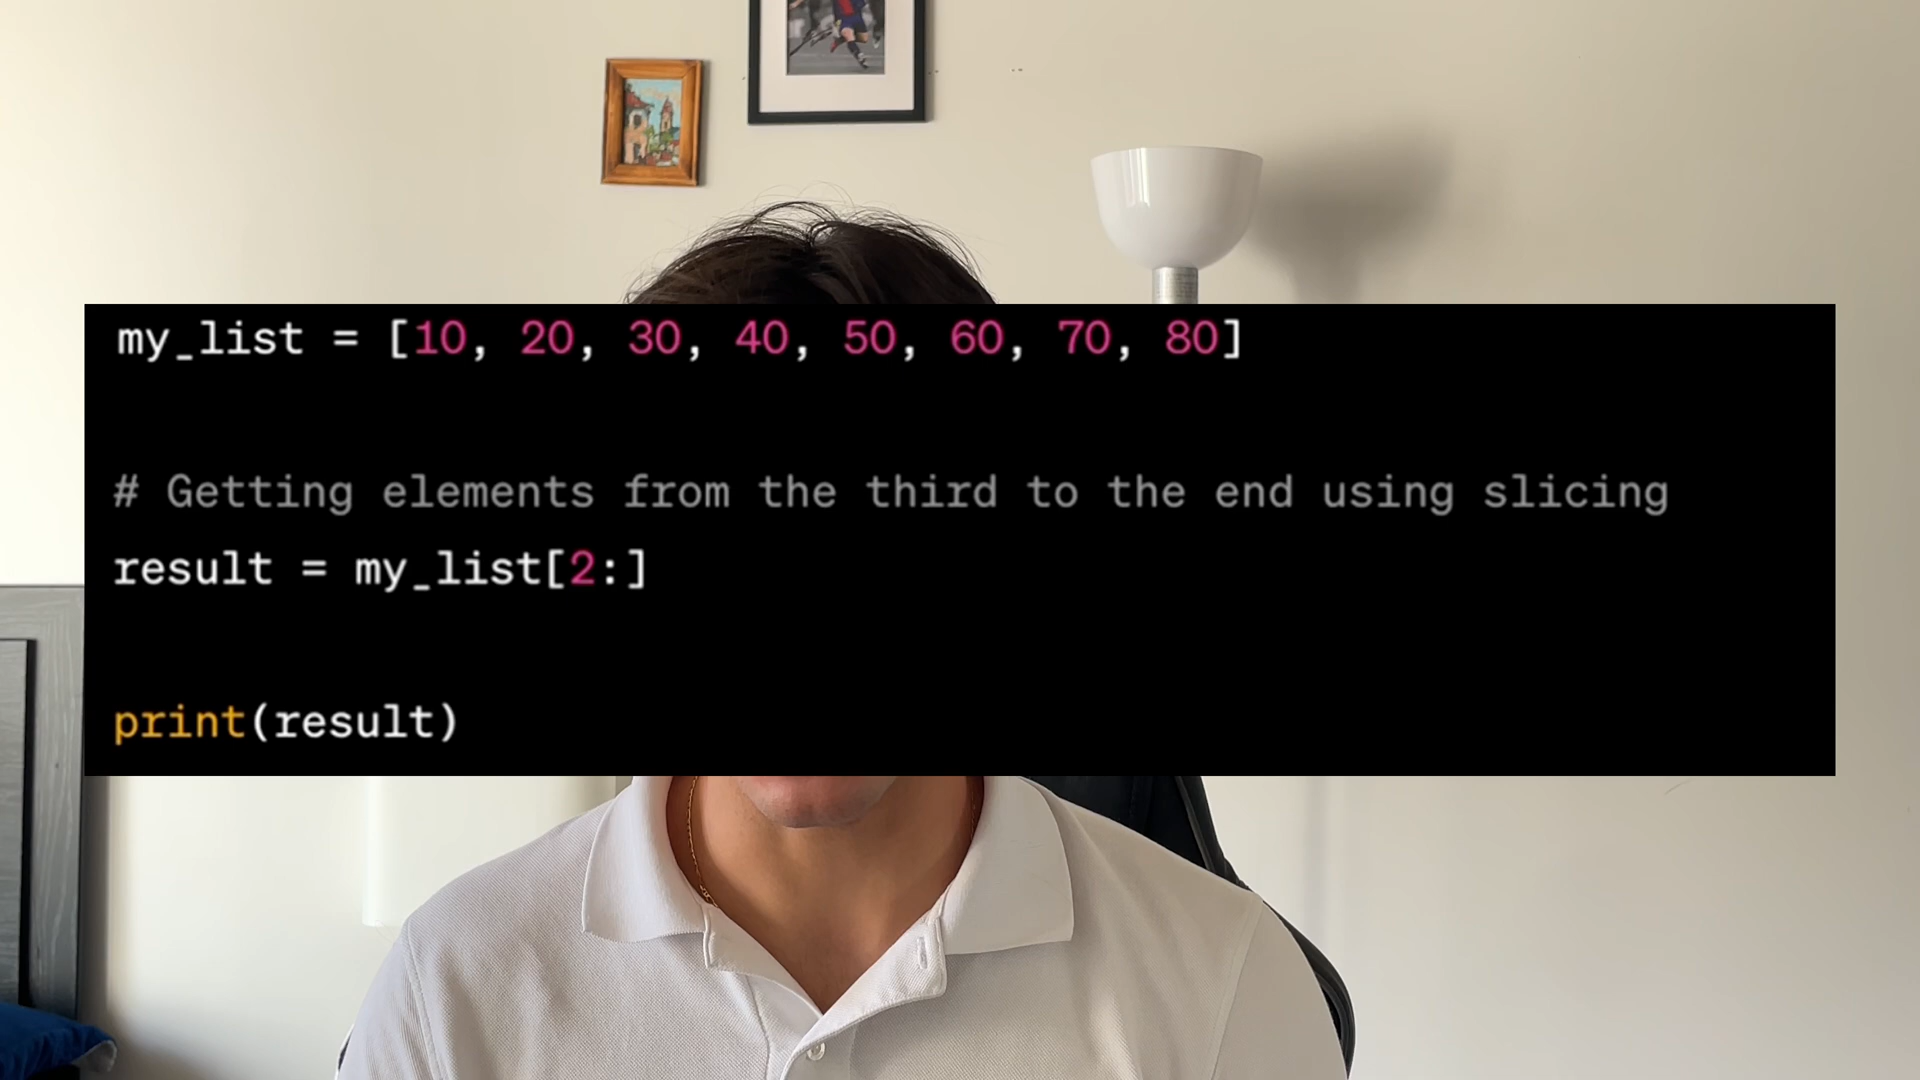 my_list = [10, 20, 30, 40, 50, 60, 70, 80]
# Getting elements from the third to the end using slicing
result = my_list[2:]
print(result)